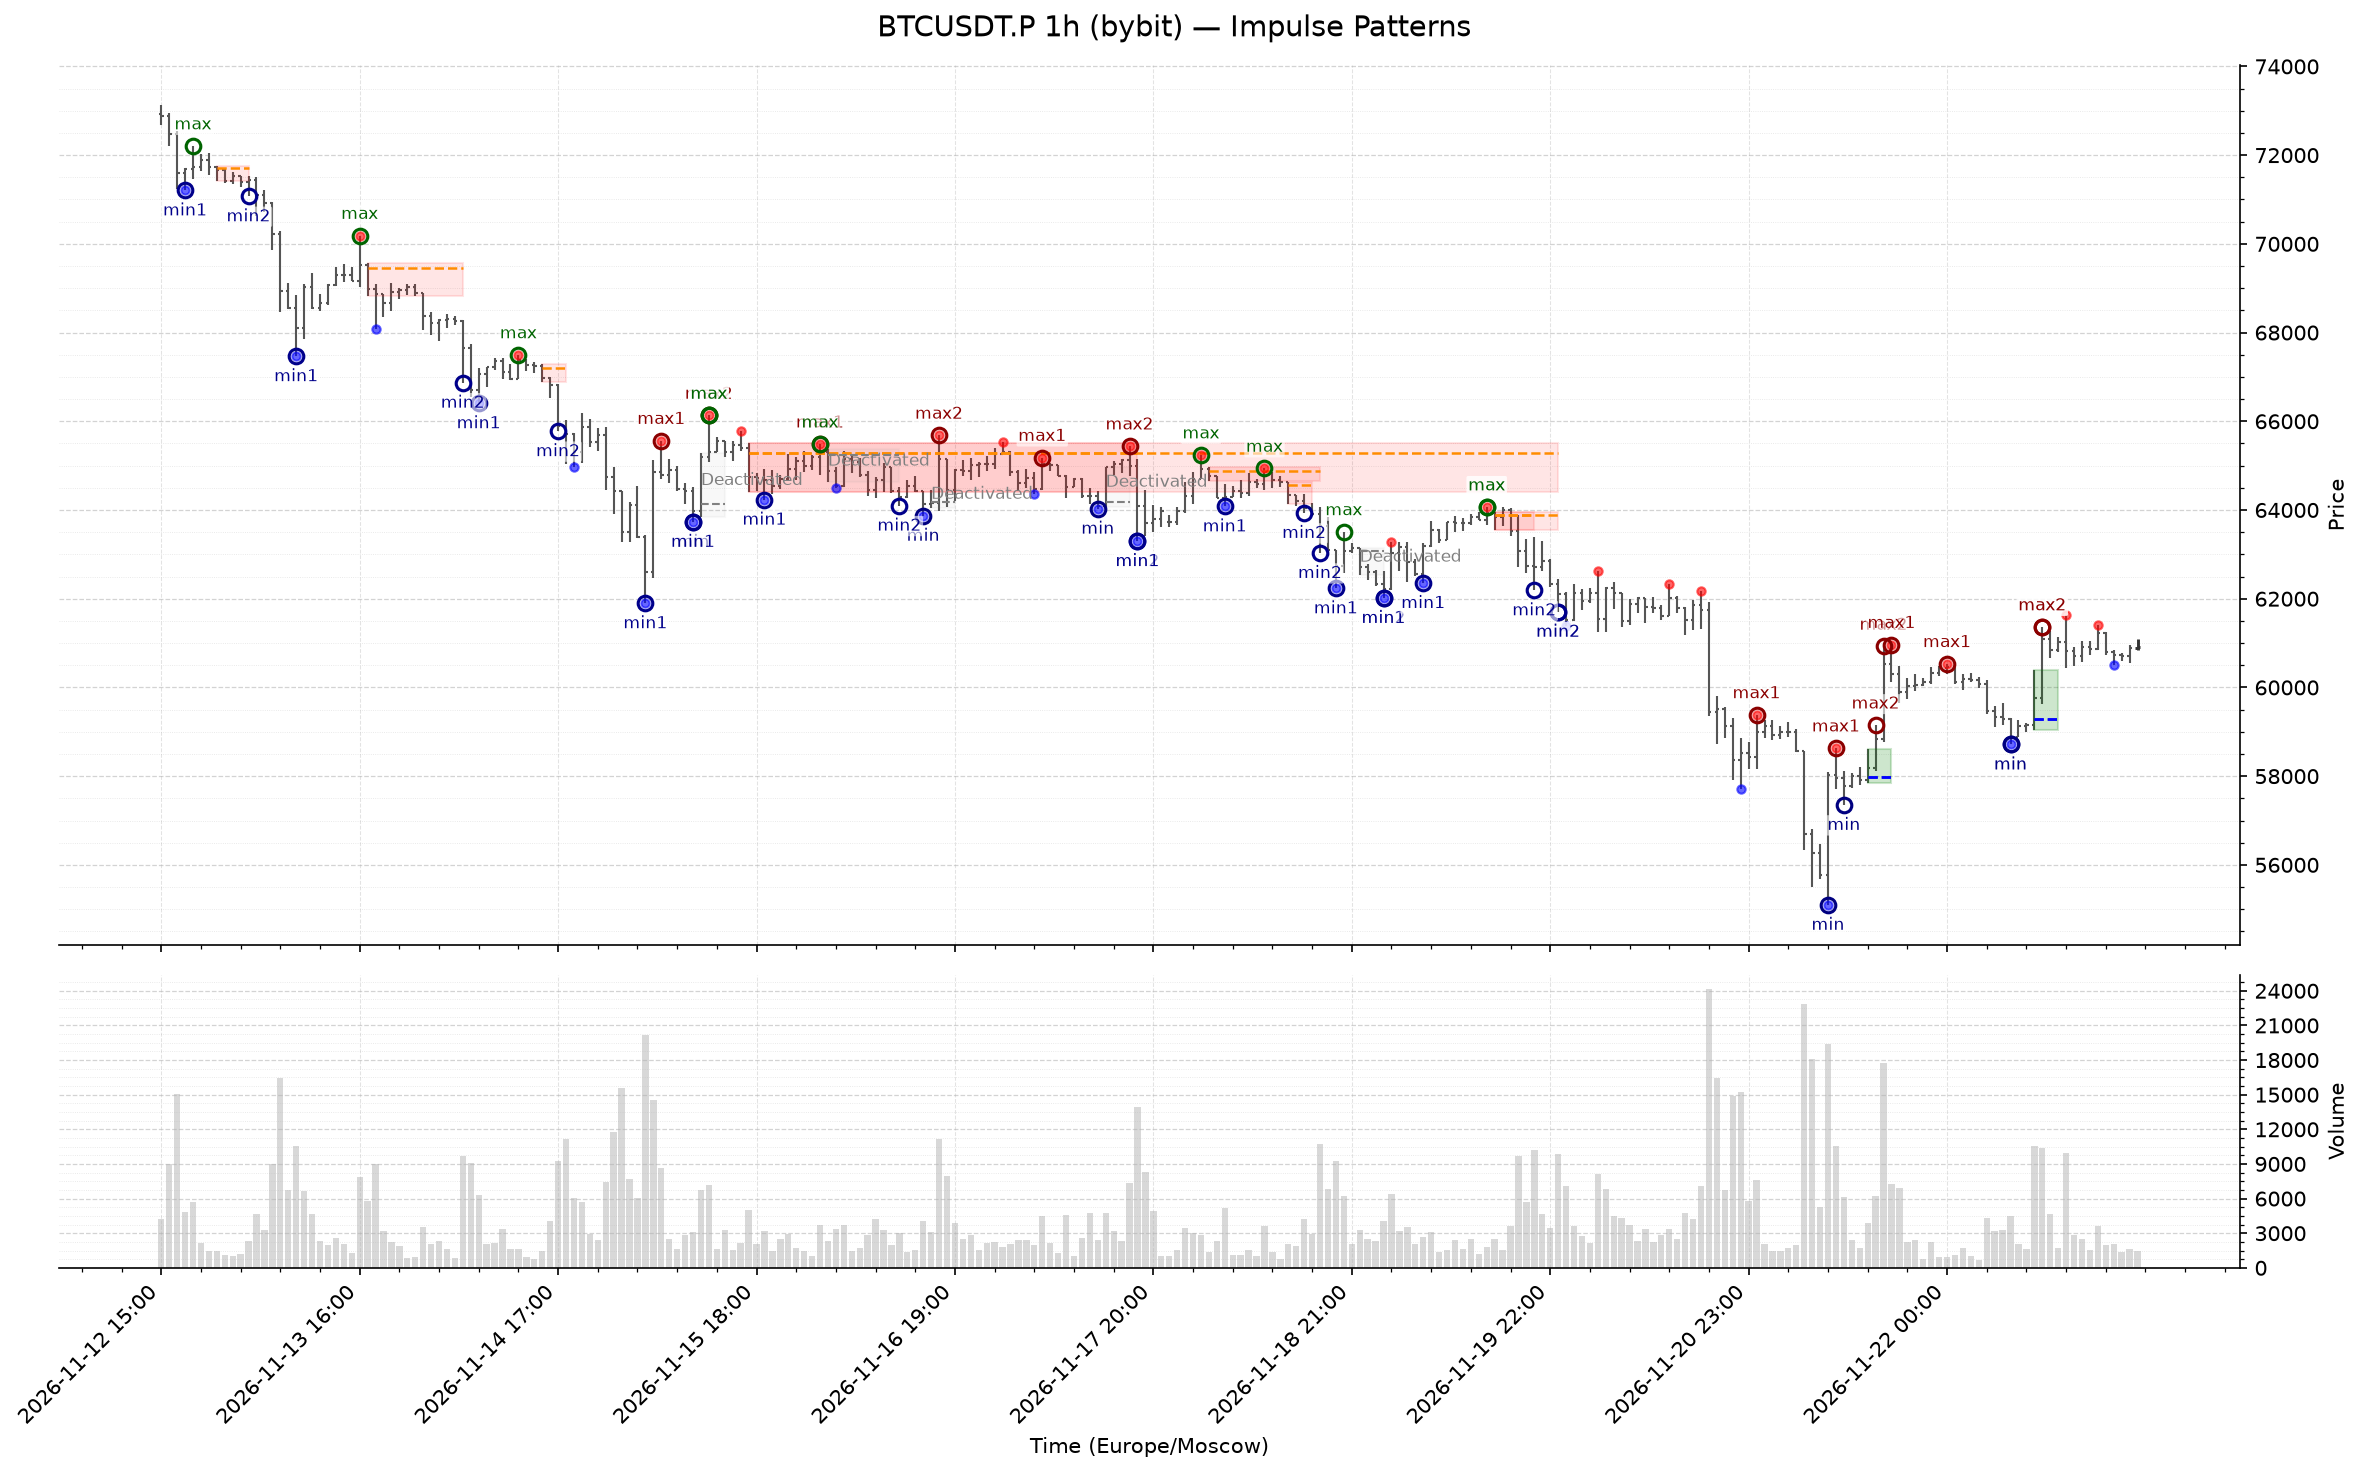 BTCUSDT.P 1h (bybit) — Impulse Patterns
74000
72000
70000
68000
66000
64000
62000
60000
58000
56000
Price
max
min1
min2
max
min1
min2
min1
max
min2
min1
max1
max
min1
Deactivated
min1
max
Deactivated
min2
max2
min
Deactivated
max1
min
max2
min1
Deactivated
max
min1
max
min2
min2
max
min1
min1
Deactivated
min1
max
min2
min2
max1
min
max1
min
max2
max1
max1
min
max2
24000
21000
18000
15000
12000
9000
6000
3000
0
Volume
2026-11-12 15:00
2026-11-13 16:00
2026-11-14 17:00
2026-11-15 18:00
2026-11-16 19:00
2026-11-17 20:00
2026-11-18 21:00
2026-11-19 22:00
2026-11-20 23:00
2026-11-22 00:00
Time (Europe/Moscow)